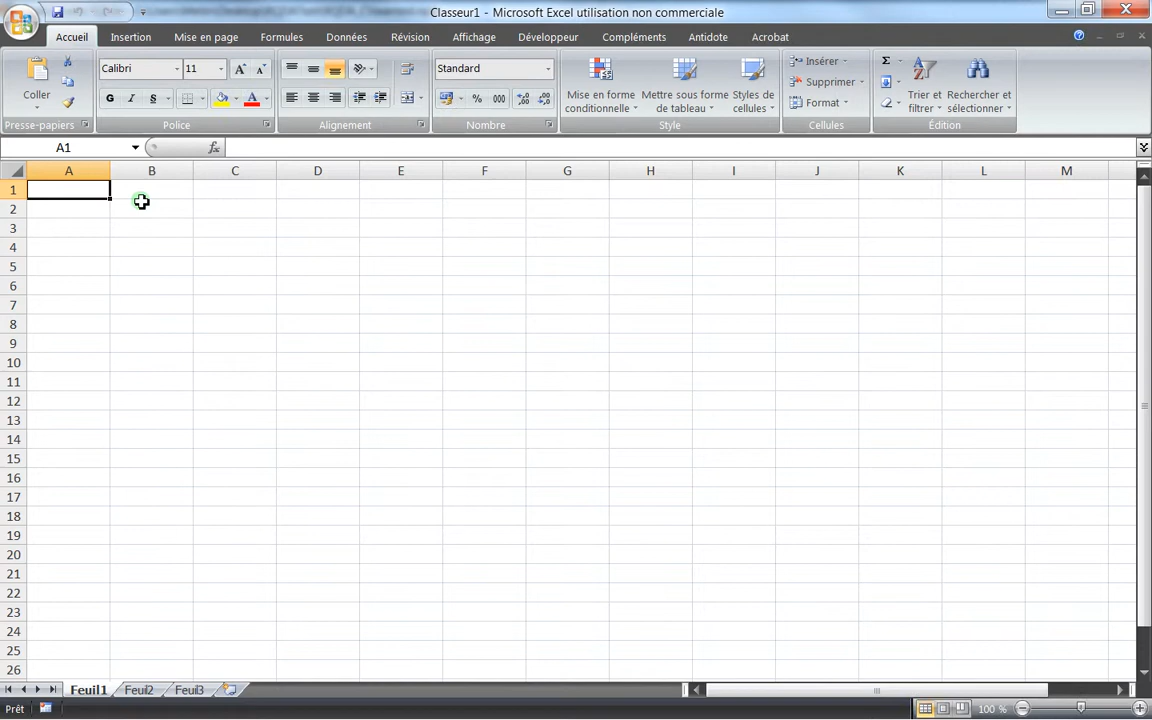 Classeur1 - Microsoft Excel utilisation non commerciale
Accueil Insertion Mise en page Formules Données Révision Affichage Développeur Compléments Antidote Acrobat
Calibri 11 Standard Insérer Σ
Coller G I S A % 000 Mise en forme conditionnelle Mettre sous forme de tableau Styles de cellules Supprimer Format Trier et filtrer Rechercher et sélectionner
Presse-papiers Police Alignement Nombre Style Cellules Édition
A1 fx
A B C D E F G H I J K L M
1
2
3
4
5
6
7
8
9
10
11
12
13
14
15
16
17
18
19
20
21
22
23
24
25
26
Feuil1 Feuil2 Feuil3
Prêt 100 %